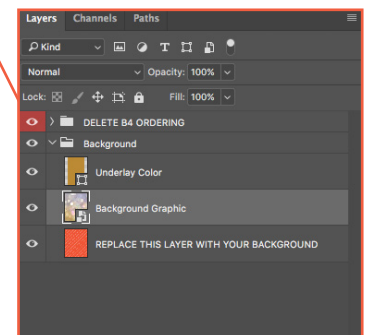 Layers Channels Paths
Kind
Normal Opacity: 100%
Lock: Fill: 100%
DELETE B4 ORDERING
Background
Underlay Color
Background Graphic
REPLACE THIS LAYER WITH YOUR BACKGROUND